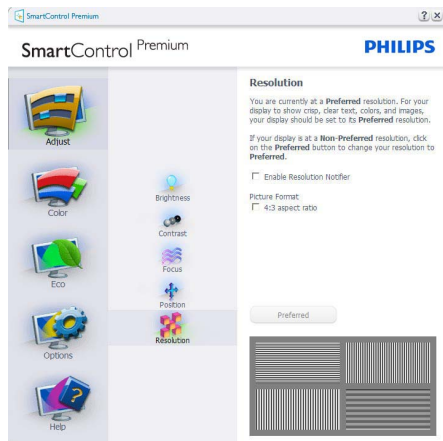 SmartControl Premium
SmartControl Premium
PHILIPS
Adjust
Color
Eco
Options
Help
Brightness
Contrast
Focus
Position
Resolution
Resolution
You are currently at a Preferred resolution. For your
display to show crisp, clear text, colors, and images,
your display should be set to its Preferred resolution.
If your display is at a Non-Preferred resolution, click
on the Preferred button to change your resolution to
Preferred.
Enable Resolution Notifier
Picture Format
4:3 aspect ratio
Preferred